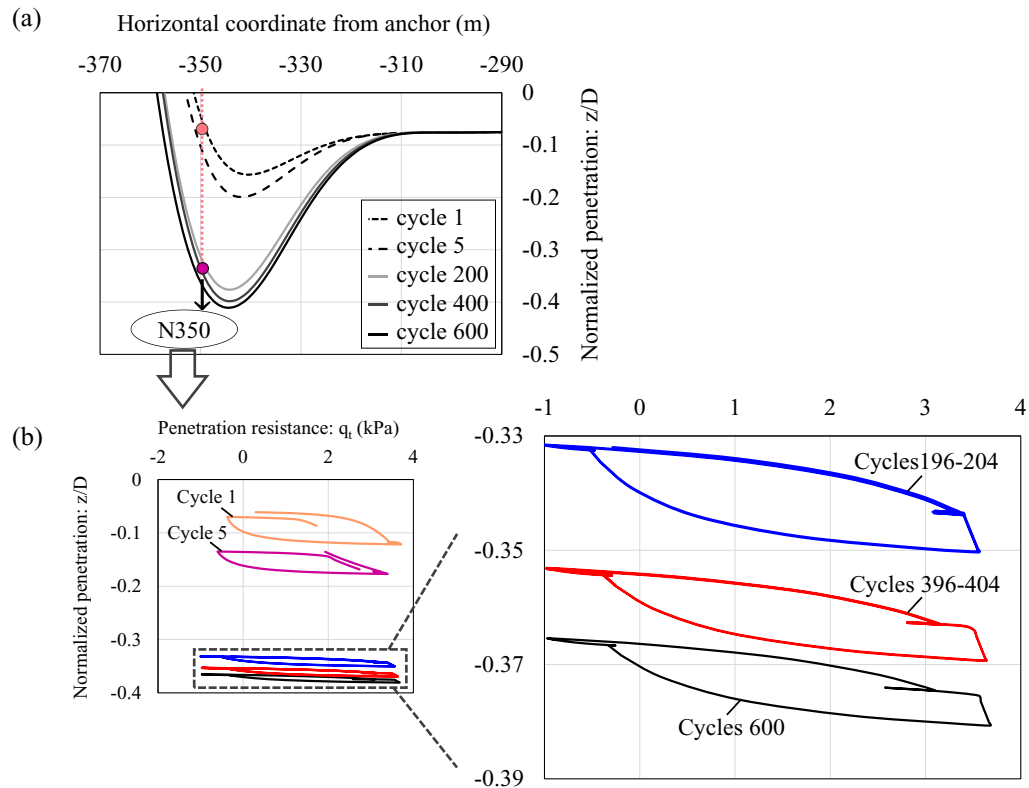 (a)
Horizontal coordinate from anchor (m)
-370 -350 -330 -310 -290
0
-0.1
-0.2
-0.3
-0.4
-0.5
Normalized penetration: z/D
cycle 1
cycle 5
cycle 200
cycle 400
cycle 600
N350
(b)
Penetration resistance: qt (kPa)
-2 0 2 4
0
-0.1
-0.2
-0.3
-0.4
Normalized penetration: z/D
Cycle 1
Cycle 5
-1 0 1 2 3 4
-0.33
-0.35
-0.37
-0.39
Cycles196-204
Cycles 396-404
Cycles 600